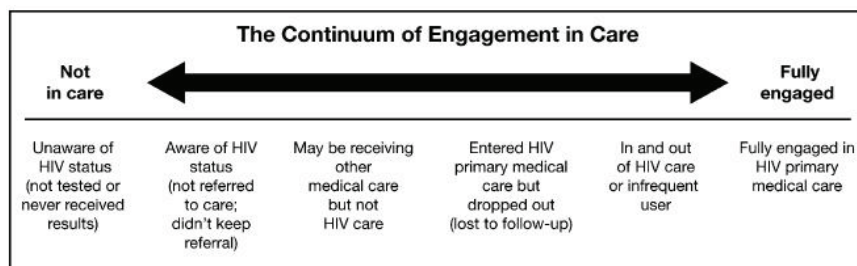 The Continuum of Engagement in Care
Not
in care
Fully
engaged
Unaware of
HIV status
(not tested or
never received
results)
Aware of HIV
status
(not referred
to care;
didn't keep
referral)
May be receiving
other
medical care
but not
HIV care
Entered HIV
primary medical
care but
dropped out
(lost to follow-up)
In and out
of HIV care
or infrequent
user
Fully engaged in
HIV primary
medical care